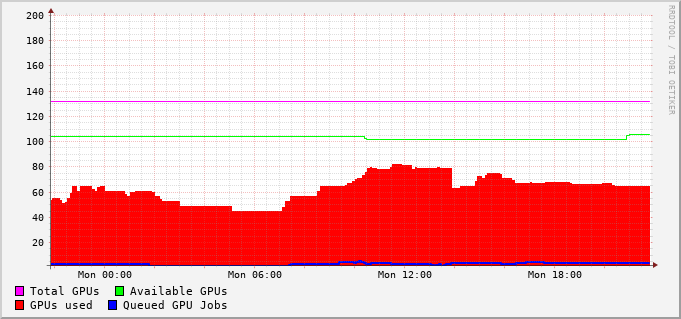 200
180
160
140
120
100
80
60
40
20
Mon 00:00 Mon 06:00 Mon 12:00 Mon 18:00
Total GPUs Available GPUs
GPUs used Queued GPU Jobs
RRDTOOL / TOBI OETIKER